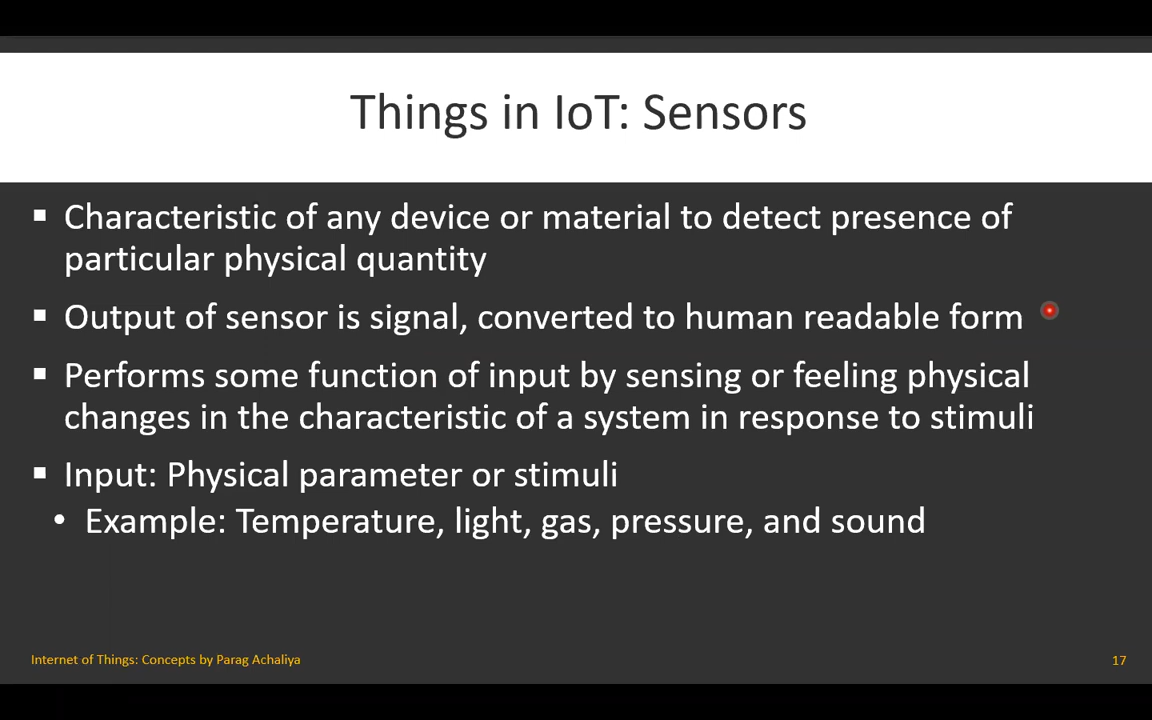 Things in IoT: Sensors
▪ Characteristic of any device or material to detect presence of
particular physical quantity
▪ Output of sensor is signal, converted to human readable form
▪ Performs some function of input by sensing or feeling physical
changes in the characteristic of a system in response to stimuli
▪ Input: Physical parameter or stimuli
• Example: Temperature, light, gas, pressure, and sound
Internet of Things: Concepts by Parag Achaliya
17